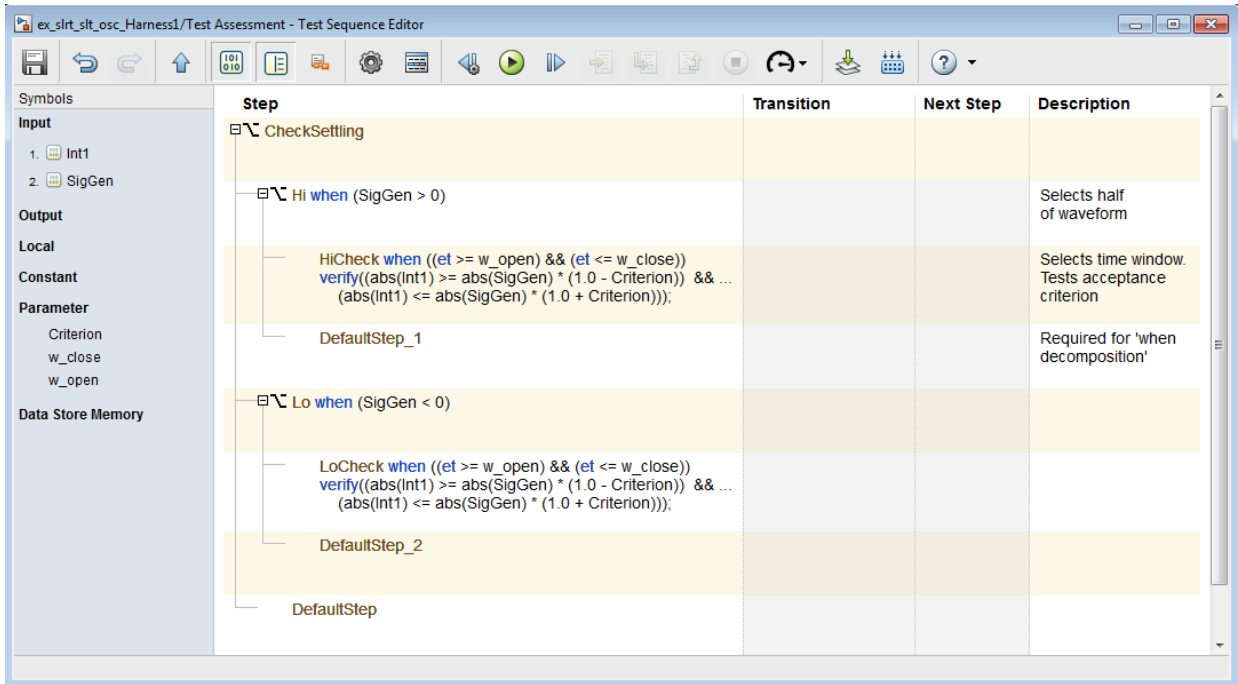 ex_slrt_slt_osc_Harness1/Test Assessment - Test Sequence Editor
Symbols
Input
1. Int1
2. SigGen
Output
Local
Constant
Parameter
Criterion
w_close
w_open
Data Store Memory
Step Transition Next Step Description
CheckSettling
Hi when (SigGen > 0)
Selects half
of waveform
HiCheck when ((et >= w_open) && (et <= w_close))
verify((abs(Int1) >= abs(SigGen) * (1.0 - Criterion)) && ...
(abs(Int1) <= abs(SigGen) * (1.0 + Criterion)));
Selects time window.
Tests acceptance
criterion
DefaultStep_1
Required for 'when
decomposition'
Lo when (SigGen < 0)
LoCheck when ((et >= w_open) && (et <= w_close))
verify((abs(Int1) >= abs(SigGen) * (1.0 - Criterion)) && ...
(abs(Int1) <= abs(SigGen) * (1.0 + Criterion)));
DefaultStep_2
DefaultStep